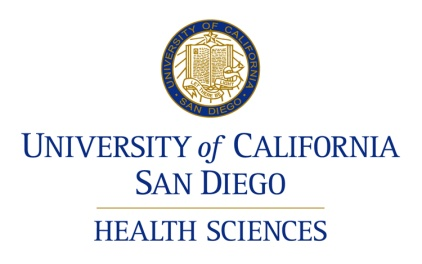 UNIVERSITY OF CALIFORNIA
SAN DIEGO
UNIVERSITY of CALIFORNIA
SAN DIEGO
HEALTH SCIENCES